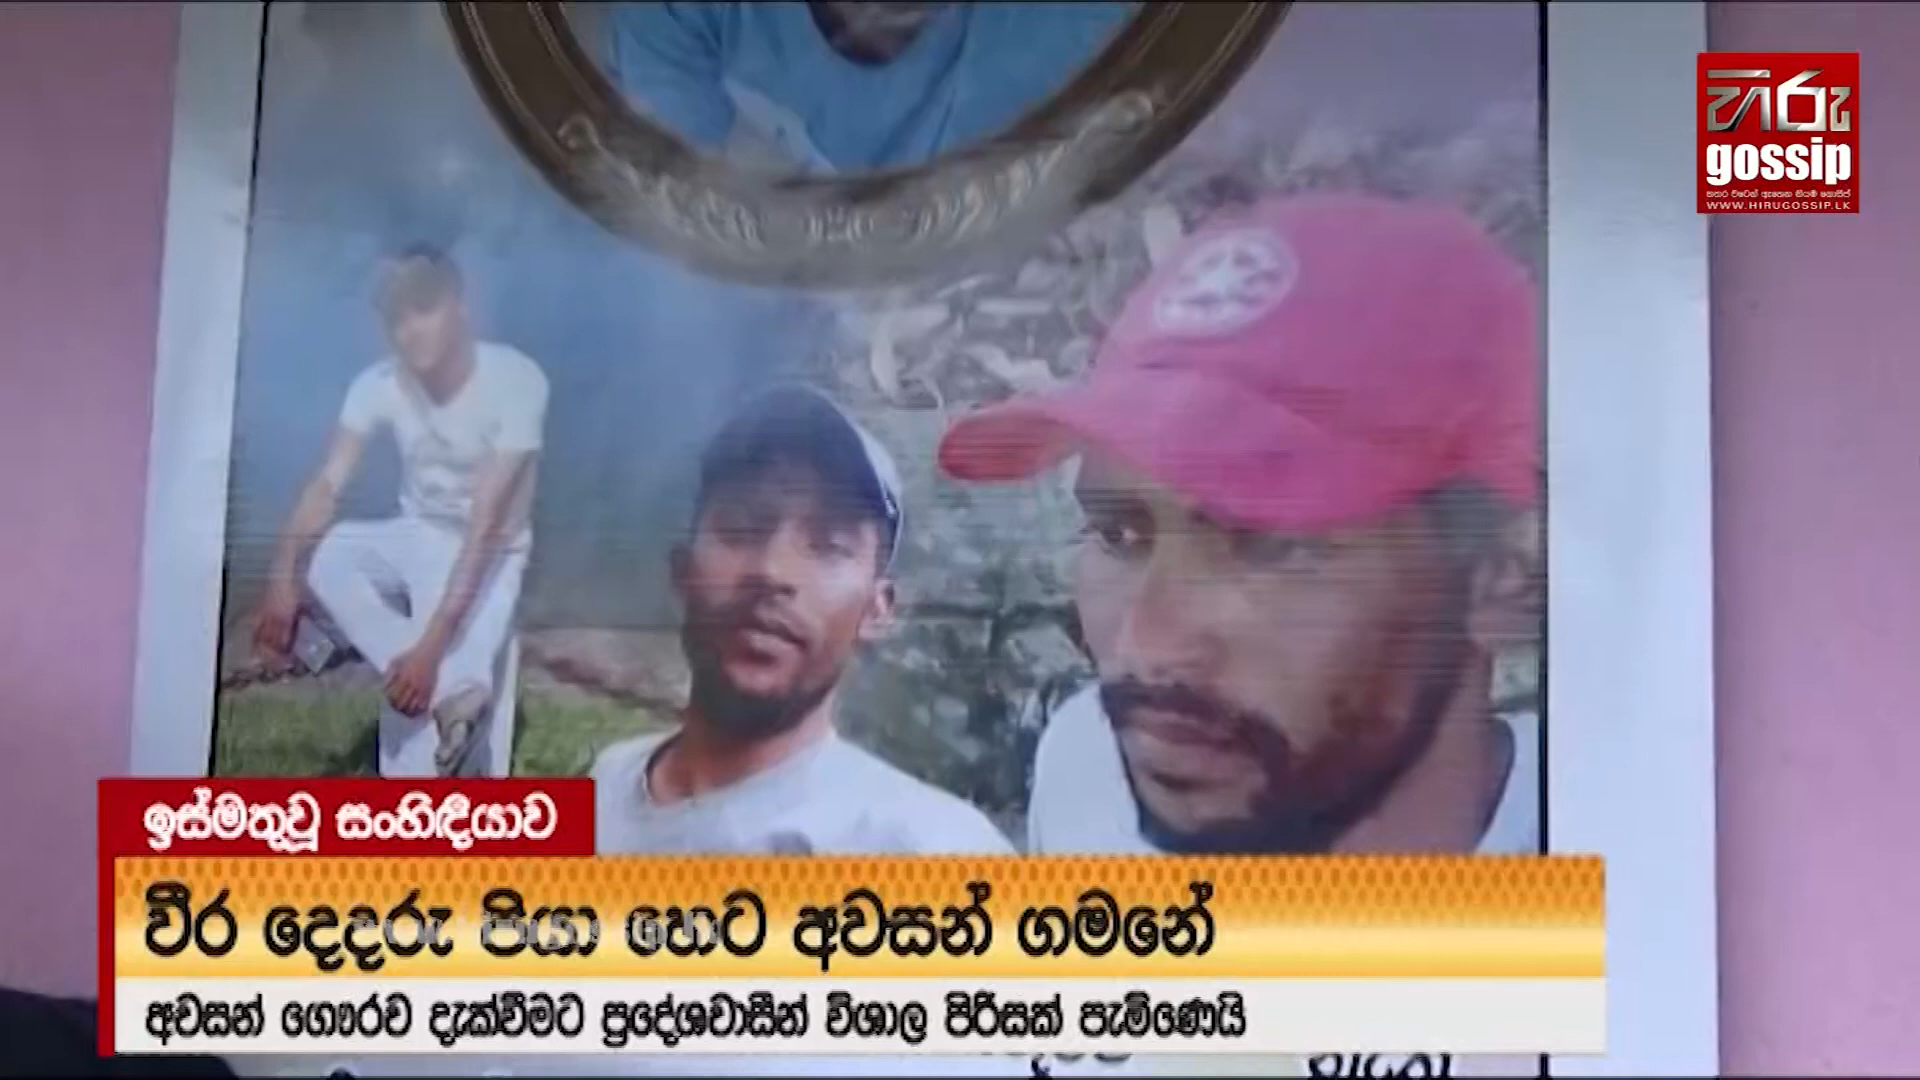 හිරු
gossip
WWW.HIRUGOSSIP.LK
ඉස්මතුවූ සංහිඳියාව
වීර දෙදරු පියා හෙට අවසන් ගමනේ
අවසන් ගෞරව දැක්වීමට ප්‍රදේශවාසීන් විශාල පිරිසක් පැමිණෙයි